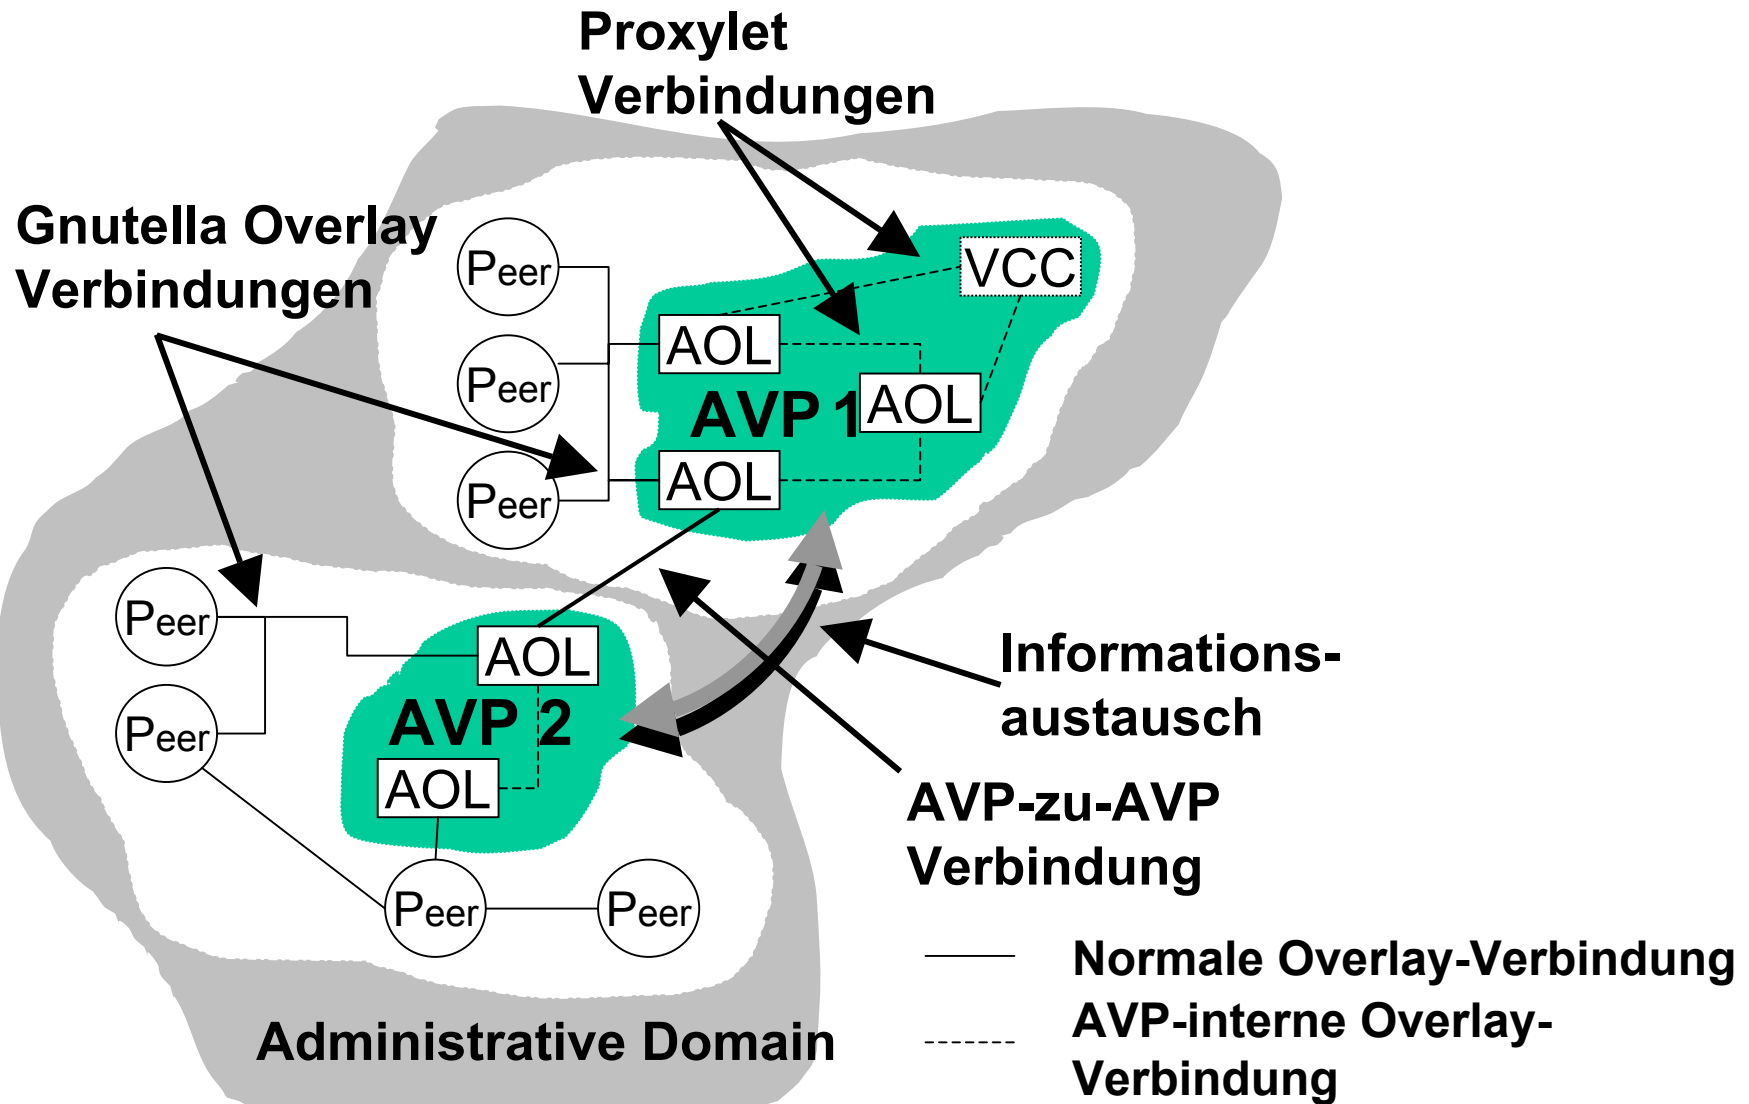 Proxylet
Verbindungen
Gnutella Overlay
Verbindungen
Peer
VCC
AOL
Peer
AVP 1
AOL
Peer
AOL
Peer
AOL
Informations-
austausch
Peer
AVP 2
AOL
AVP-zu-AVP
Verbindung
Peer
Peer
Normale Overlay-Verbindung
AVP-interne Overlay-
Verbindung
Administrative Domain